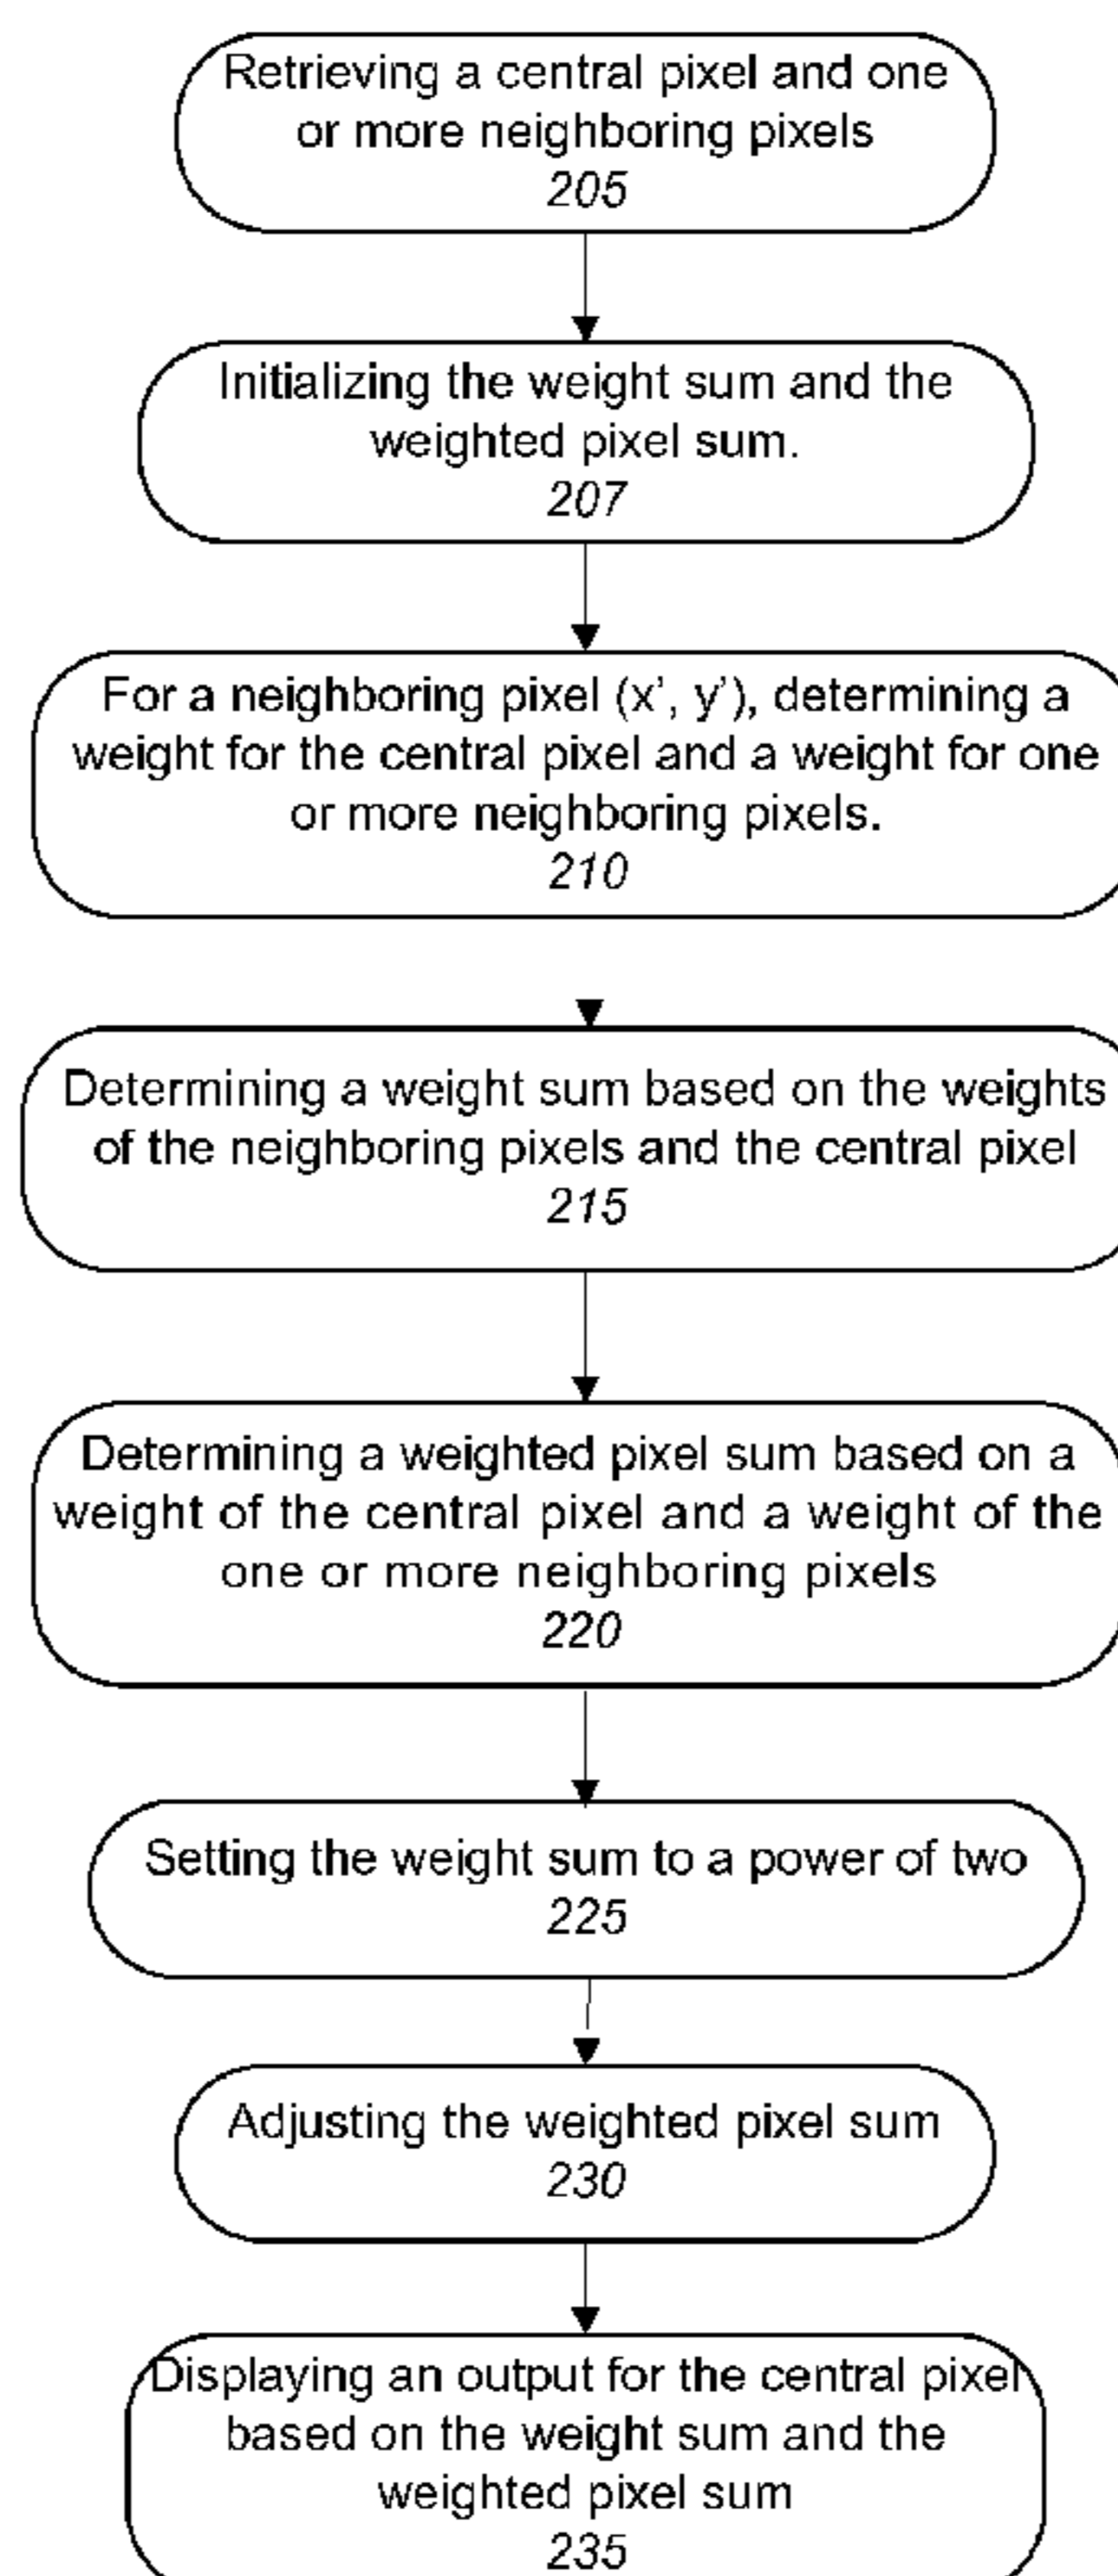 Retrieving a central pixel and one
or more neighboring pixels
205
Initializing the weight sum and the
weighted pixel sum.
207
For a neighboring pixel (x’, y’), determining a
weight for the central pixel and a weight for one
or more neighboring pixels.
210
Determining a weight sum based on the weights
of the neighboring pixels and the central pixel
215
Determining a weighted pixel sum based on a
weight of the central pixel and a weight of the
one or more neighboring pixels
220
Setting the weight sum to a power of two
225
Adjusting the weighted pixel sum
230
Displaying an output for the central pixel
based on the weight sum and the
weighted pixel sum
235